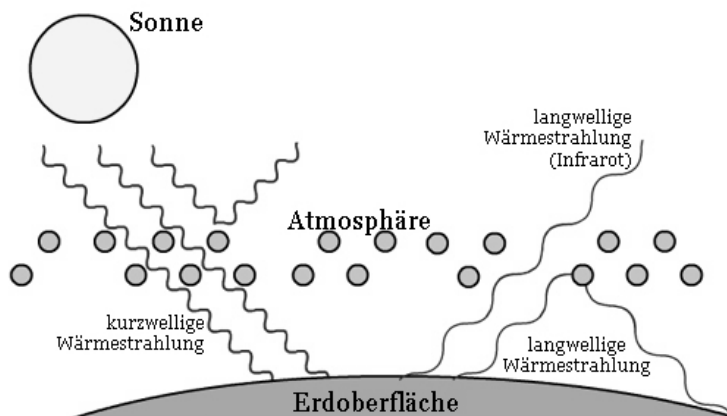 Sonne
langwellige
Wärmestrahlung
(Infrarot)
Atmosphäre
kurzwellige
Wärmestrahlung
langwellige
Wärmestrahlung
Erdoberfläche